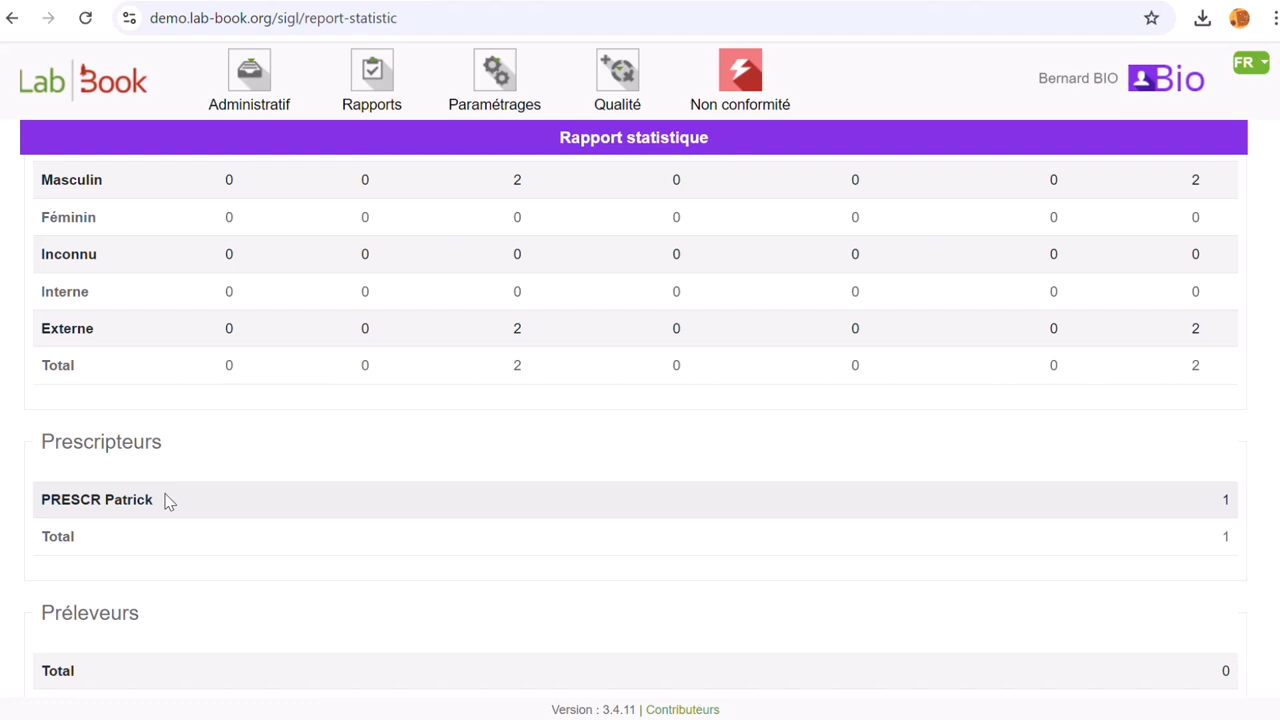 demo.lab-book.org/sigl/report-statistic
Lab Book
Administratif
Rapports
Paramétrages
Qualité
Non conformité
Bernard BIO
Bio
FR
Rapport statistique
Masculin 0 0 2 0 0 0 2
Féminin 0 0 0 0 0 0 0
Inconnu 0 0 0 0 0 0 0
Interne 0 0 0 0 0 0 0
Externe 0 0 2 0 0 0 2
Total 0 0 2 0 0 0 2
Prescripteurs
PRESCR Patrick 1
Total 1
Préleveurs
Total 0
Version : 3.4.11 | Contributeurs